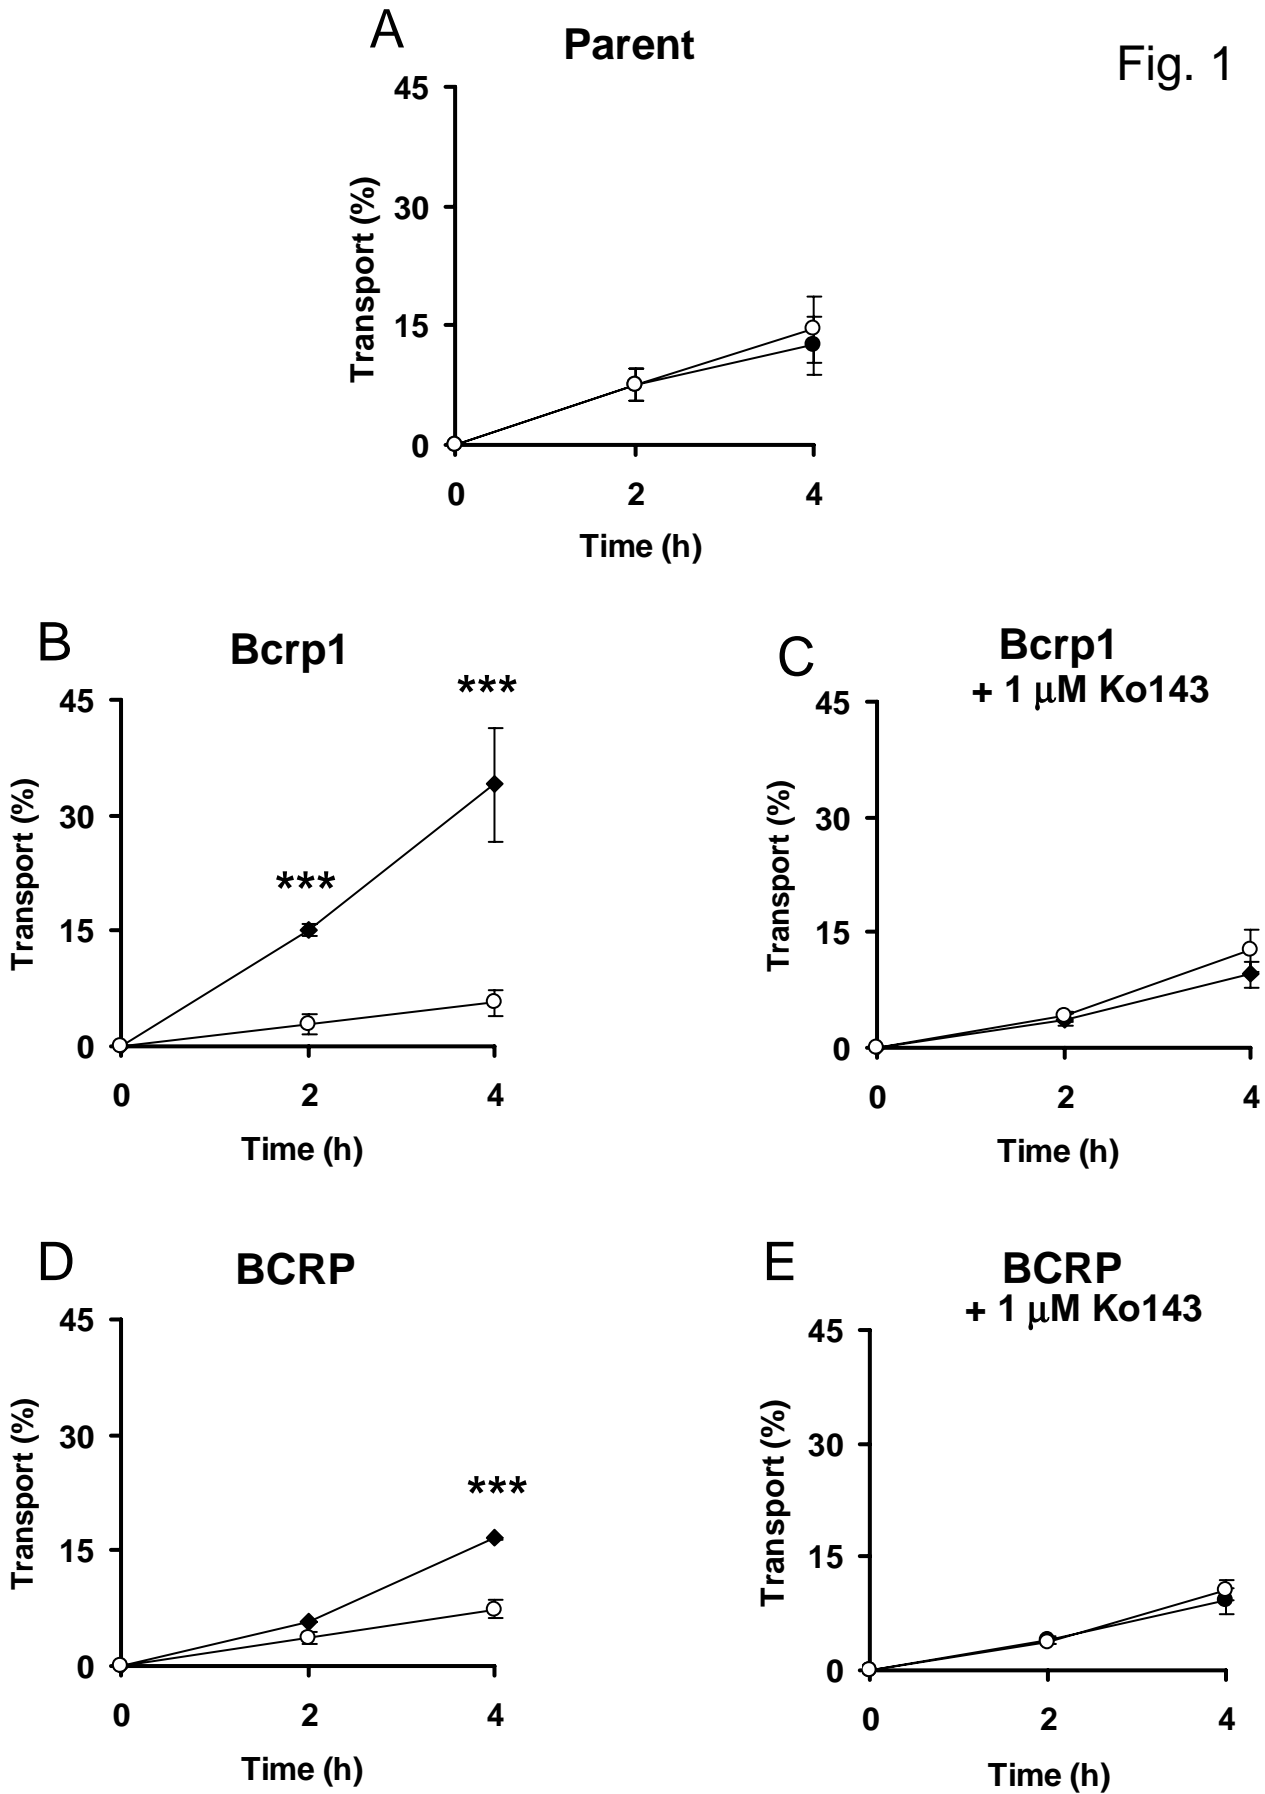 A
Parent
Fig. 1
45
30
15
0
Transport (%)
0 2 4
Time (h)
B
Bcrp1
***
***
45
30
15
0
Transport (%)
0 2 4
Time (h)
C
Bcrp1
+ 1 μM Ko143
45
30
15
0
Transport (%)
0 2 4
Time (h)
D
BCRP
***
45
30
15
0
Transport (%)
0 2 4
Time (h)
E
BCRP
+ 1 μM Ko143
45
30
15
0
Transport (%)
0 2 4
Time (h)